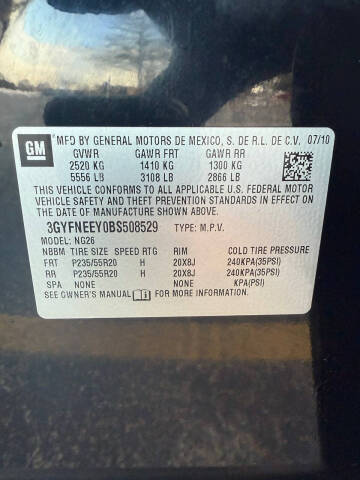 GM MFD BY GENERAL MOTORS DE MEXICO, S. DE R.L. DE C.V. 07/10
GVWR GAWR FRT GAWR RR
2520 KG 1410 KG 1300 KG
5556 LB 3108 LB 2866 LB
THIS VEHICLE CONFORMS TO ALL APPLICABLE U.S. FEDERAL MOTOR
VEHICLE SAFETY AND THEFT PREVENTION STANDARDS IN EFFECT ON
THE DATE OF MANUFACTURE SHOWN ABOVE.
3GYFNEEY0BS508529 TYPE: M.P.V.
MODEL: NG26
NBBM TIRE SIZE SPEED RTG RIM COLD TIRE PRESSURE
FRT P235/55R20 H 20X8J 240KPA(35PSI)
RR P235/55R20 H 20X8J 240KPA(35PSI)
SPA NONE NONE KPA(PSI)
SEE OWNER'S MANUAL FOR MORE INFORMATION